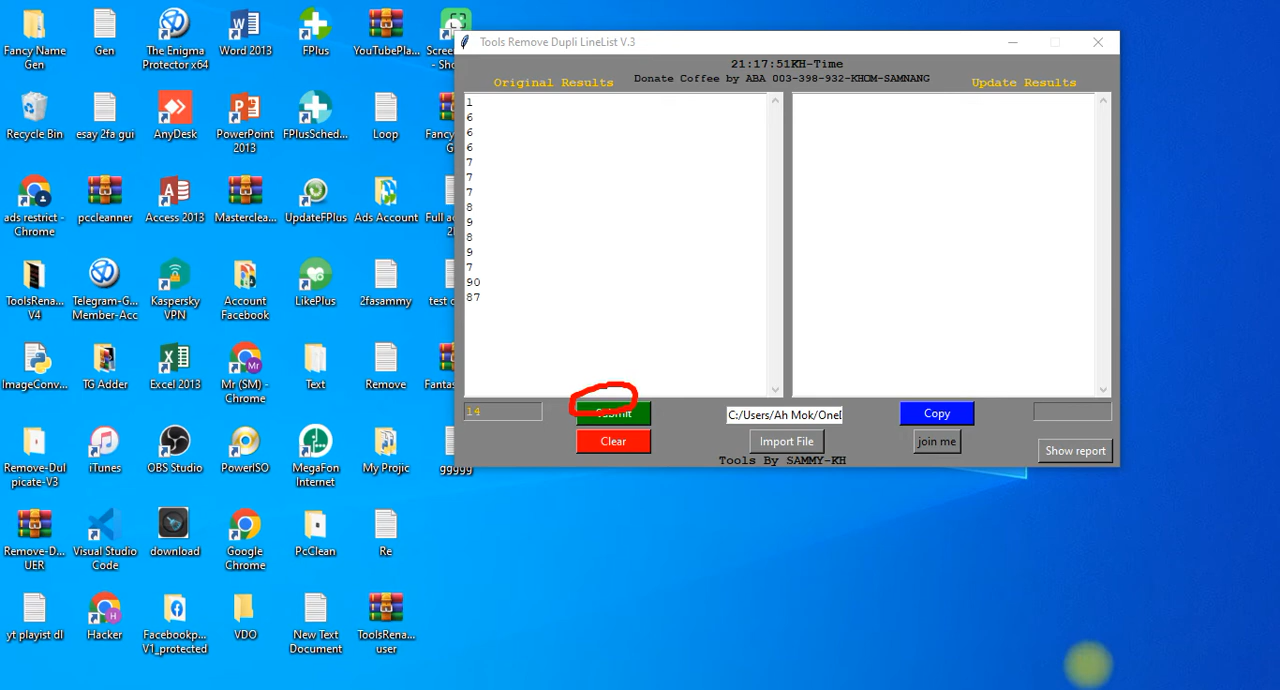 Fancy Name
Gen
Gen
The Enigma
Protector x64
Word 2013
FPlus
YouTubePla...
Tools Remove Dupli LineList V.3
21:17:51KH-Time
Donate Coffee by ABA 003-398-932-KHOM-SAMNANG
Original Results
Update Results
1
6
6
6
7
7
7
8
9
8
9
7
90
87
14
Submit
C:/Users/Ah Mok/One
Copy
Clear
Import File
join me
Show report
Tools By SAMMY-KH
Recycle Bin
esay 2fa gui
AnyDesk
PowerPoint
2013
FPlusSched...
Loop
ads restrict -
Chrome
pccleanner
Access 2013
Masterclea...
UpdateFPlus
Ads Account
ToolsRena...
V4
Telegram-G...
Member-Acc
Kaspersky
VPN
Account
Facebook
LikePlus
2fasammy
ImageConv...
TG Adder
Excel 2013
Mr (SM) -
Chrome
Text
Remove
Remove-Dul
picate-V3
iTunes
OBS Studio
PowerISO
MegaFon
Internet
My Projic
ggggg
Remove-D...
UER
Visual Studio
Code
download
Google
Chrome
PcClean
Re
yt playist dl
Hacker
Facebookp...
V1_protected
VDO
New Text
Document
ToolsRena...
user